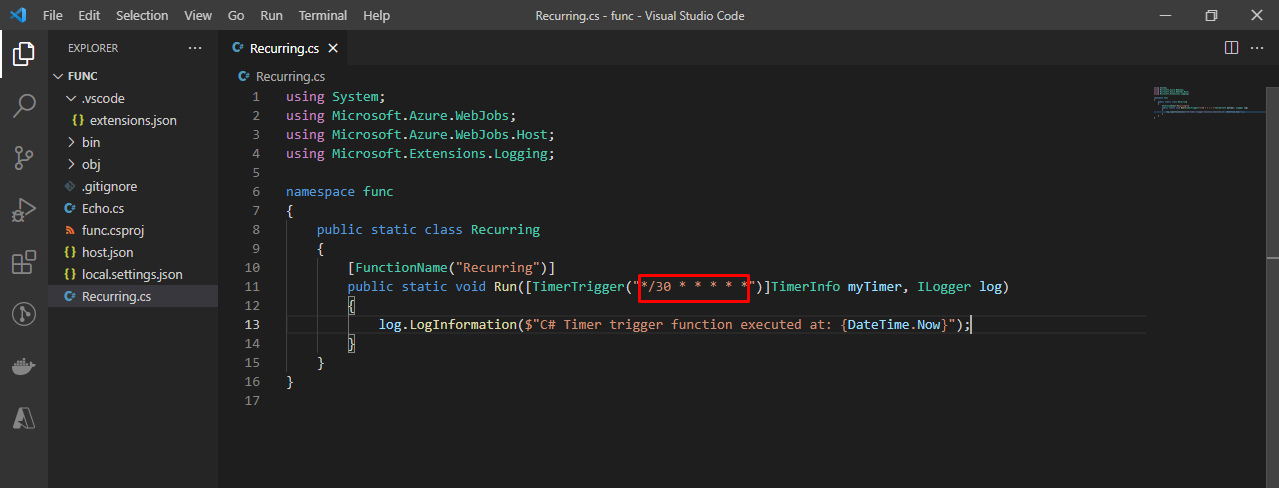 File Edit Selection View Go Run Terminal Help Recurring.cs - func - Visual Studio Code
EXPLORER
FUNC
.vscode
{} extensions.json
bin
obj
.gitignore
C# Echo.cs
func.csproj
{} host.json
{} local.settings.json
C# Recurring.cs
C# Recurring.cs
C# Recurring.cs
1 using System;
2 using Microsoft.Azure.WebJobs;
3 using Microsoft.Azure.WebJobs.Host;
4 using Microsoft.Extensions.Logging;
5
6 namespace func
7 {
8 public static class Recurring
9 {
10 [FunctionName("Recurring")]
11 public static void Run([TimerTrigger("*/30 * * * * *")]TimerInfo myTimer, ILogger log)
12 {
13 log.LogInformation($"C# Timer trigger function executed at: {DateTime.Now}");
14 }
15 }
16 }
17